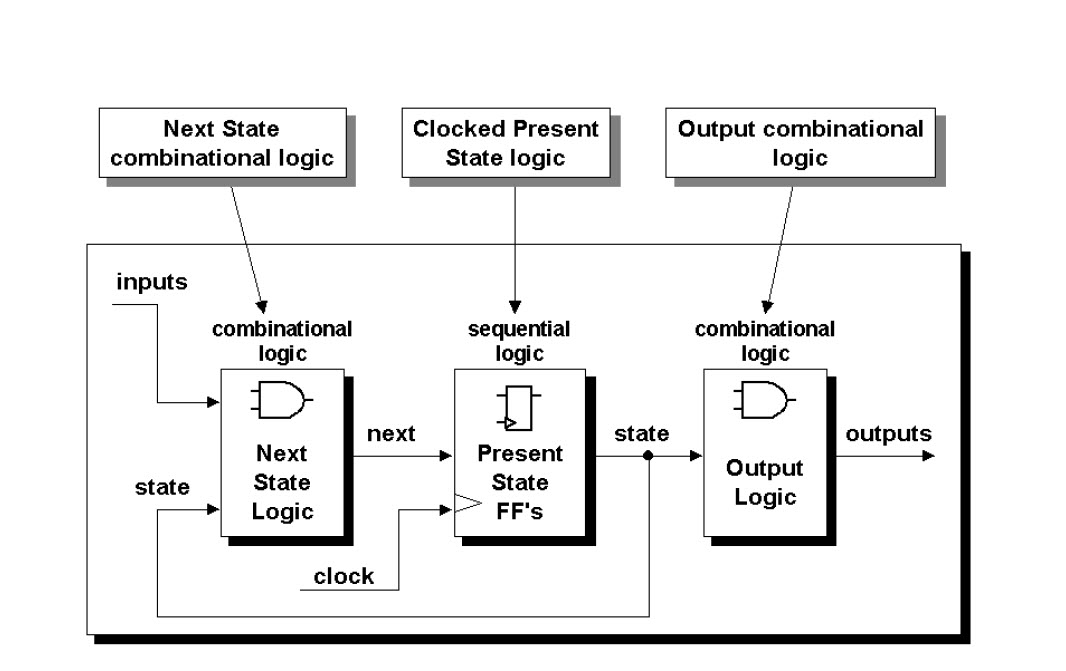 Next State
combinational logic
Clocked Present
State logic
Output combinational
logic
inputs
combinational
logic
sequential
logic
combinational
logic
next
state
outputs
Next
State
Logic
Present
State
FF's
Output
Logic
state
clock